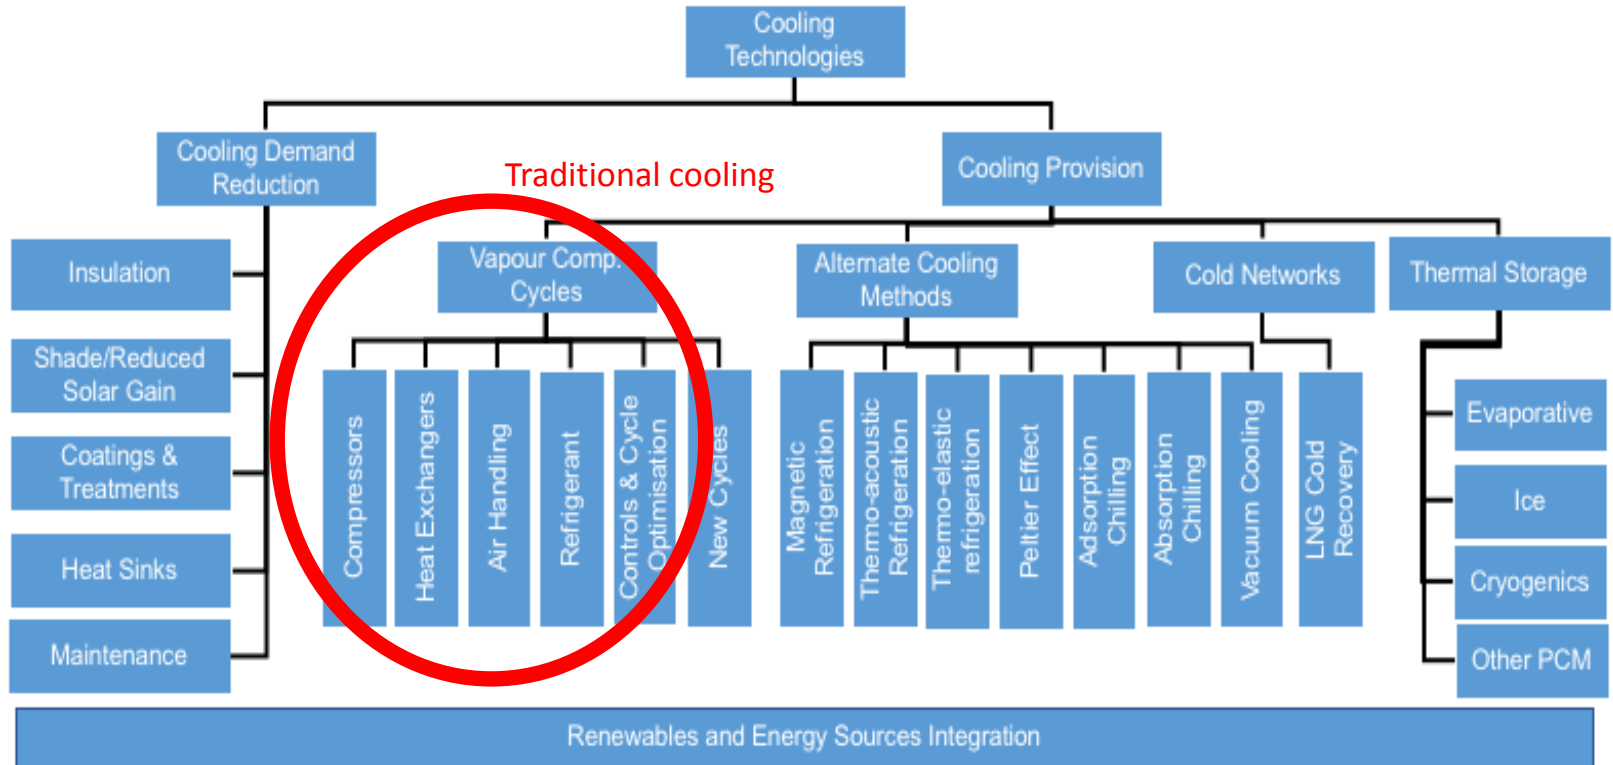 Cooling
Technologies
Cooling Demand
Reduction
Cooling Provision
Traditional cooling
Insulation
Shade/Reduced
Solar Gain
Coatings &
Treatments
Heat Sinks
Maintenance
Vapour Comp.
Cycles
Alternate Cooling
Methods
Cold Networks
Thermal Storage
Compressors
Heat Exchangers
Air Handling
Refrigerant
Controls & Cycle
Optimisation
New Cycles
Magnetic
Refrigeration
Thermo-acoustic
Refrigeration
Thermo-elastic
refrigeration
Peltier Effect
Adsorption
Chilling
Absorption
Chilling
Vacuum Cooling
LNG Cold
Recovery
Evaporative
Ice
Cryogenics
Other PCM
Renewables and Energy Sources Integration